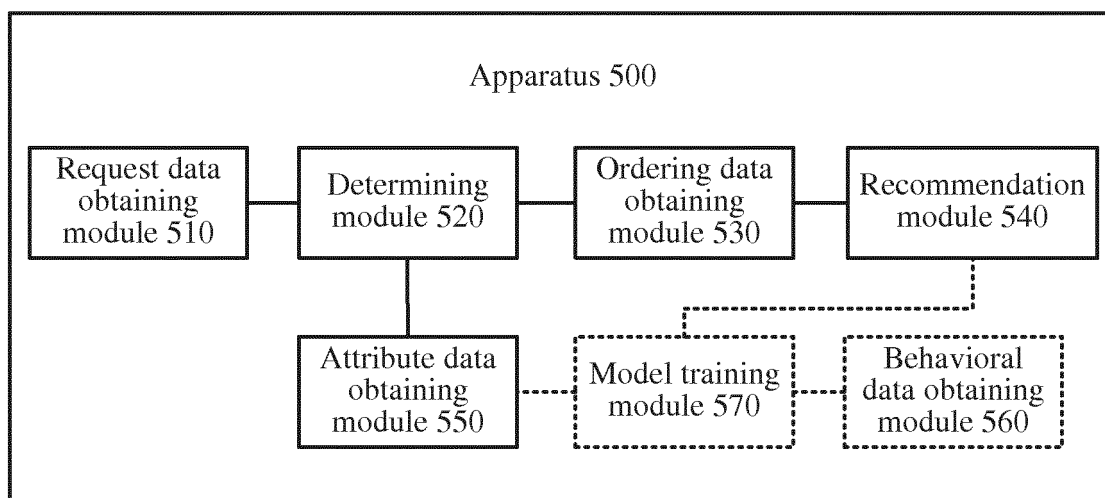 Apparatus 500
Request data
obtaining
module 510
Determining
module 520
Ordering data
obtaining
module 530
Recommendation
module 540
Attribute data
obtaining
module 550
Model training
module 570
Behavioral
data obtaining
module 560